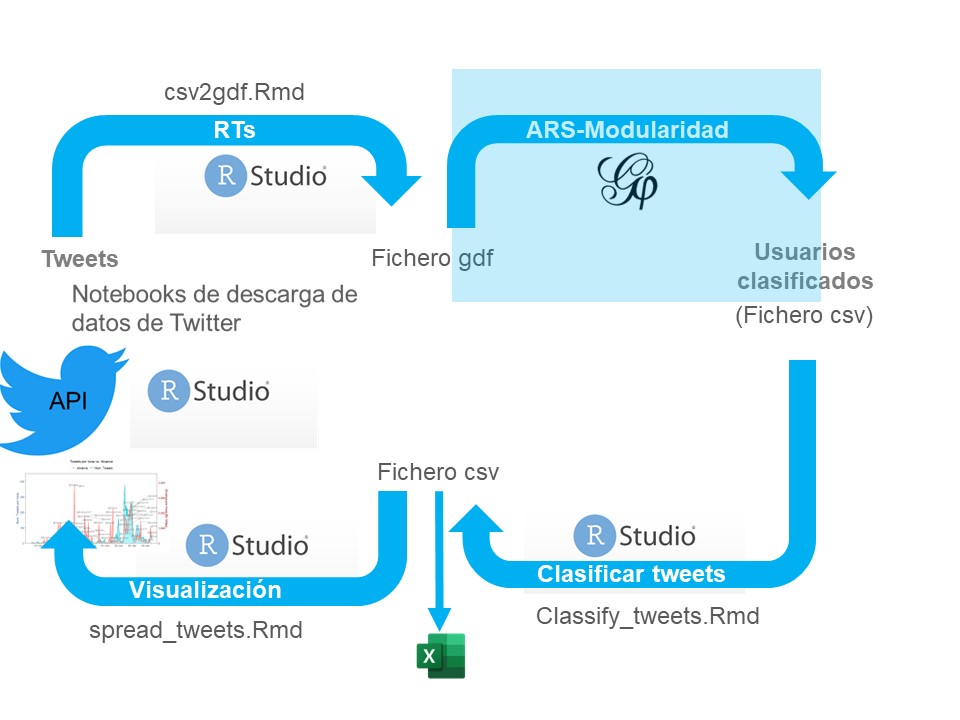 csv2gdf.Rmd
RTs
ARS-Modularidad
R Studio
Gφ
Tweets
Fichero gdf
Usuarios
clasificados
(Fichero csv)
Notebooks de descarga de
datos de Twitter
API
R Studio
Fichero csv
R Studio
R Studio
Visualización
Clasificar tweets
spread_tweets.Rmd
Classify_tweets.Rmd
X